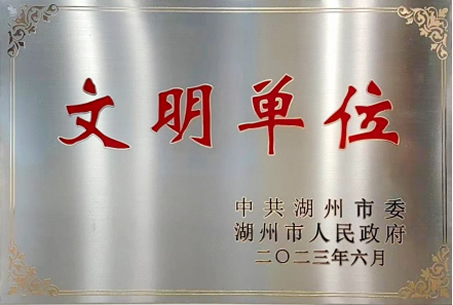 文明单位
中共湖州市委
湖州市人民政府
二〇二三年六月